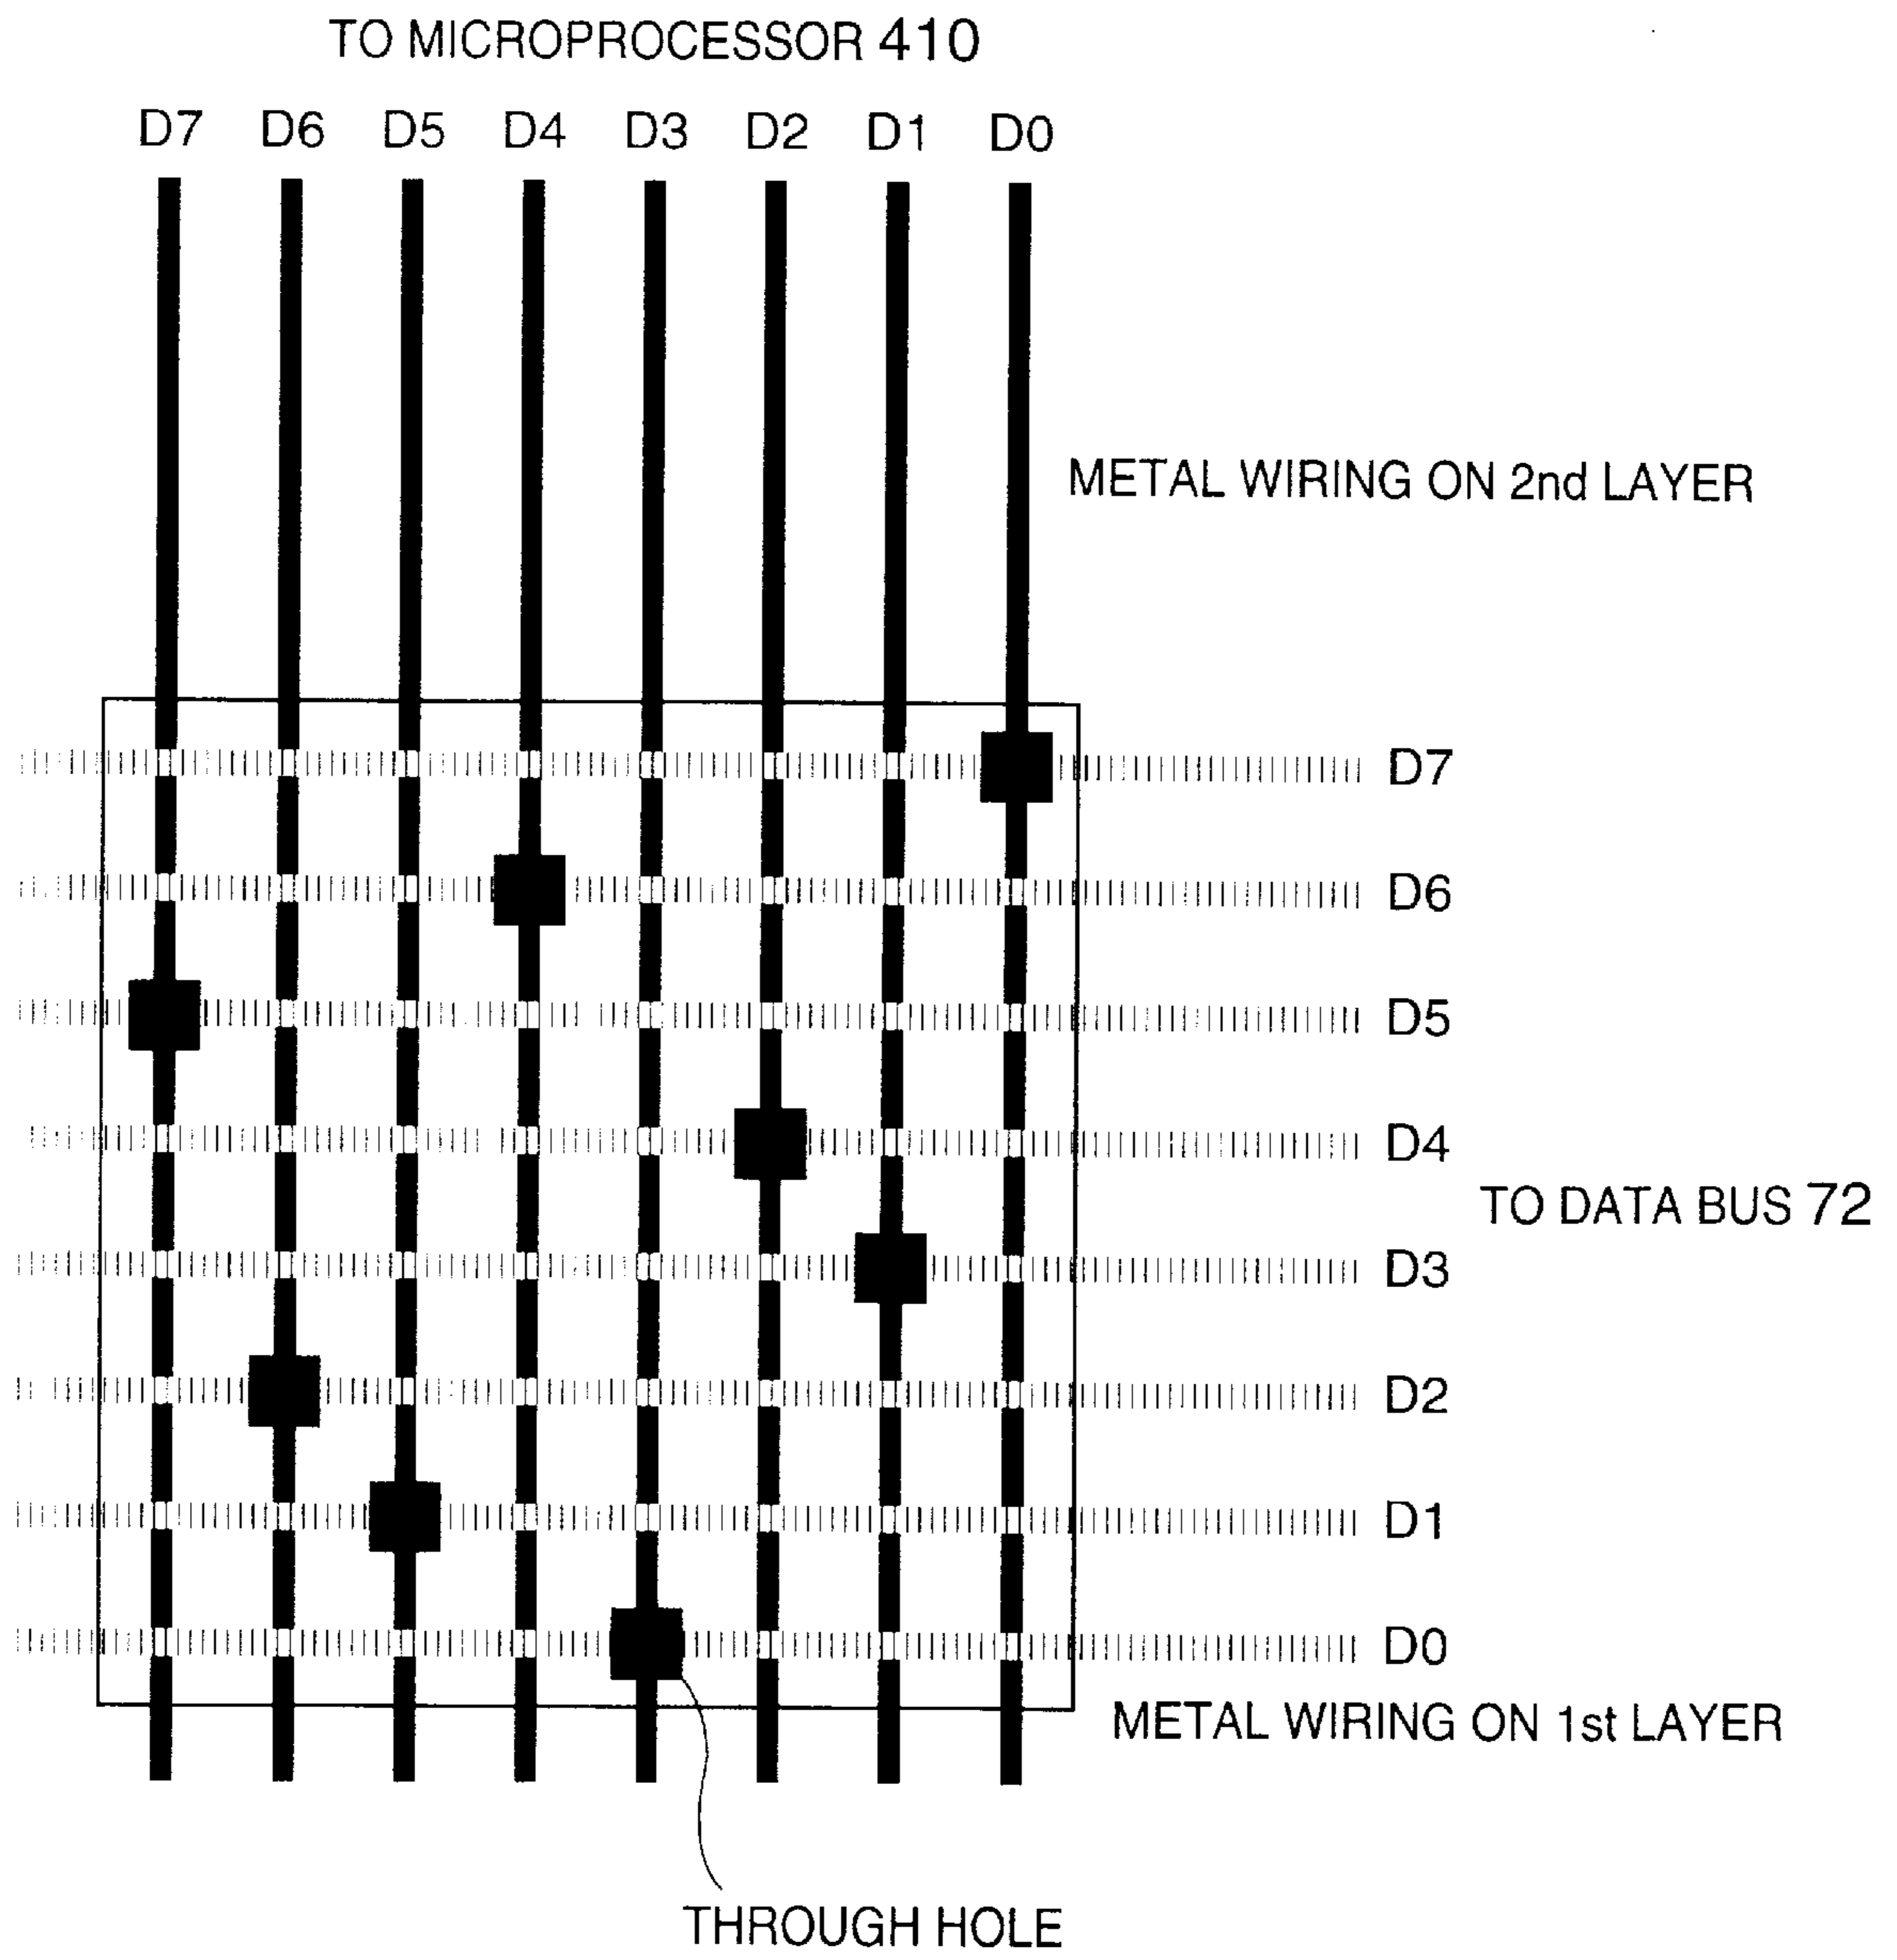 TO MICROPROCESSOR 410
D7 D6 D5 D4 D3 D2 D1 D0
METAL WIRING ON 2nd LAYER
D7
D6
D5
D4
TO DATA BUS 72
D3
D2
D1
D0
METAL WIRING ON 1st LAYER
THROUGH HOLE